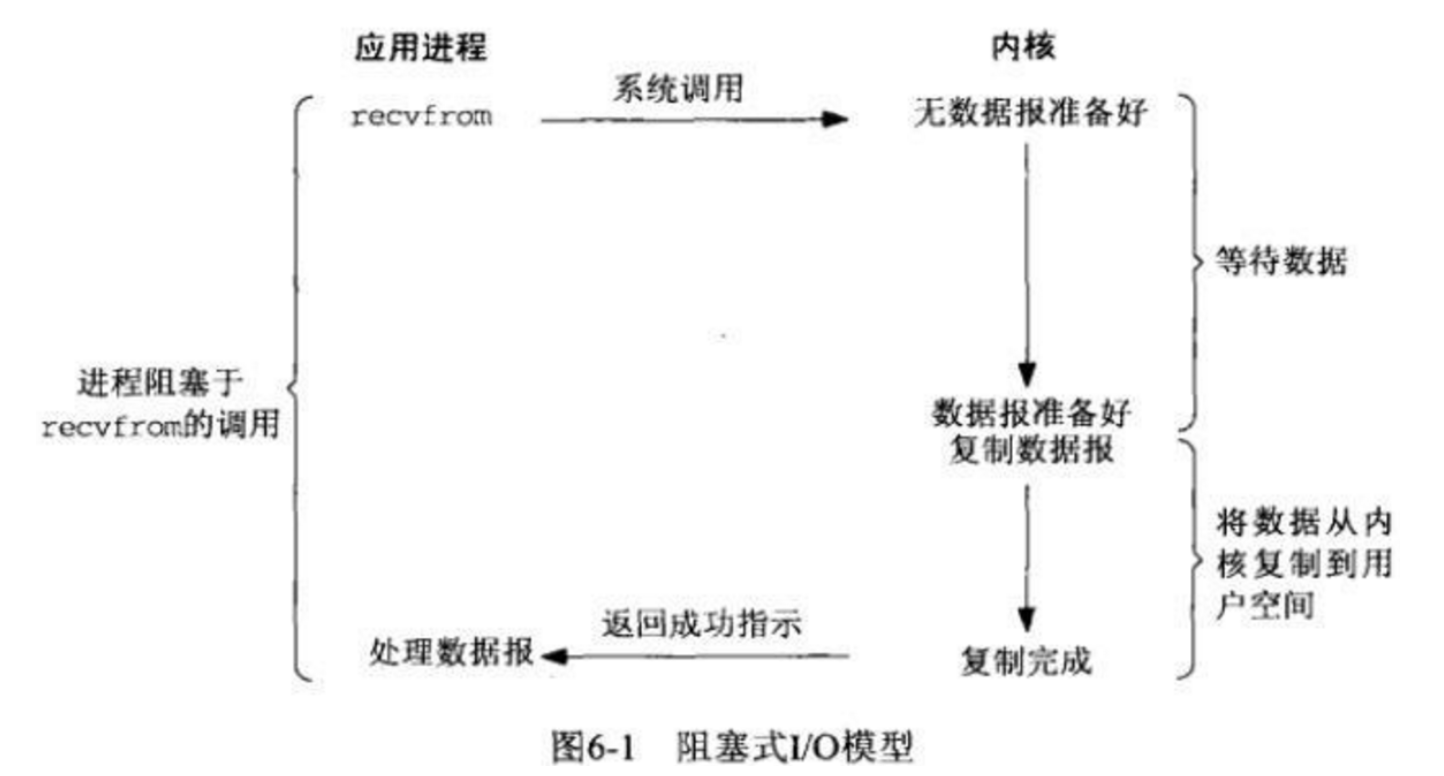 应用进程
内核
系统调用
recvfrom
无数据报准备好
等待数据
进程阻塞于
recvfrom的调用
数据报准备好
复制数据报
将数据从内
核复制到用
户空间
返回成功指示
处理数据报
复制完成
图6-1 阻塞式I/O模型